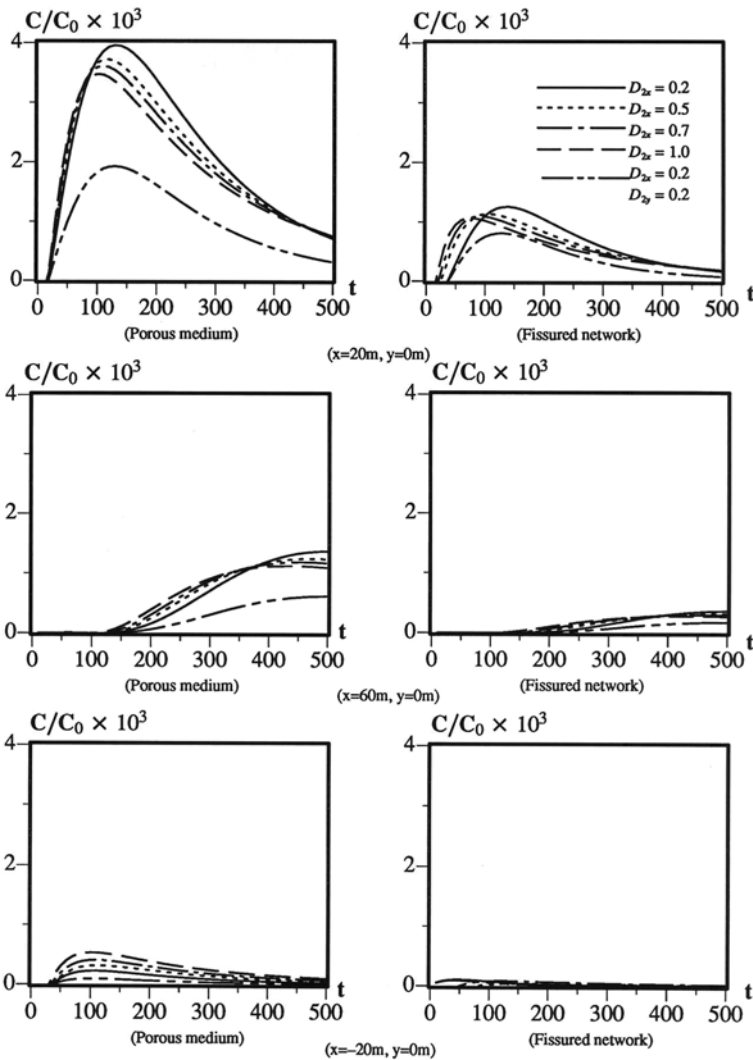 C/C₀ × 10³
4
2
0
0 100 200 300 400 500
t
(Porous medium)
C/C₀ × 10³
4
2
0
D₂ₓ = 0.2
D₂ₓ = 0.5
D₂ₓ = 0.7
D₂ₓ = 1.0
D₂ₓ = 0.2
D₂ᵧ = 0.2
0 100 200 300 400 500
t
(Fissured network)
(x=20m, y=0m)
C/C₀ × 10³
4
2
0
0 100 200 300 400 500
t
(Porous medium)
C/C₀ × 10³
4
2
0
0 100 200 300 400 500
t
(Fissured network)
(x=60m, y=0m)
C/C₀ × 10³
4
2
0
0 100 200 300 400 500
t
(Porous medium)
C/C₀ × 10³
4
2
0
0 100 200 300 400 500
t
(Fissured network)
(x=–20m, y=0m)